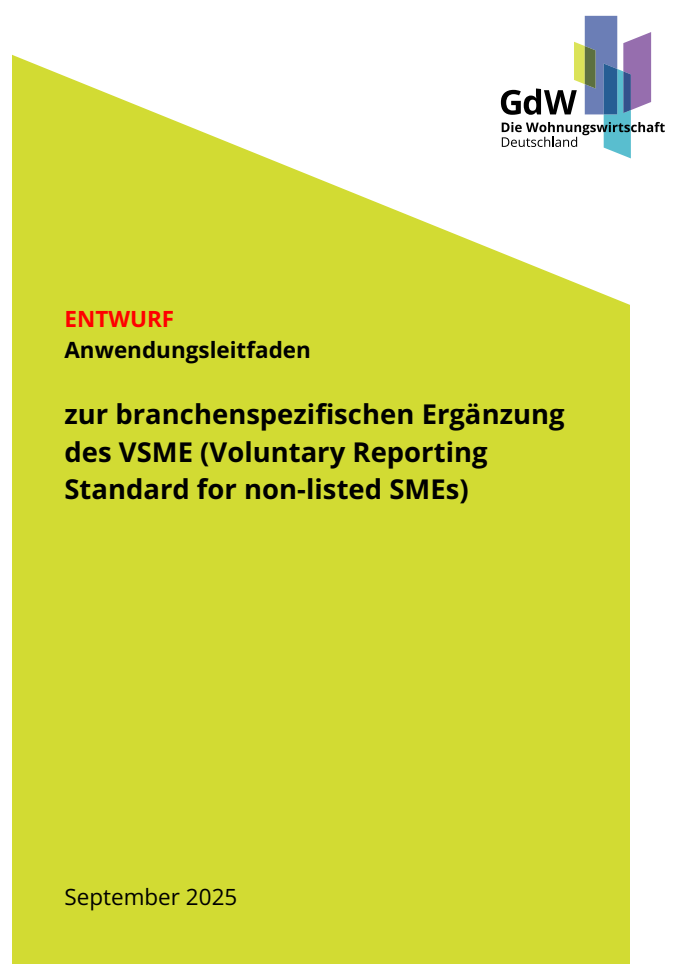 GdW
Die Wohnungswirtschaft
Deutschland
ENTWURF
Anwendungsleitfaden
zur branchenspezifischen Ergänzung
des VSME (Voluntary Reporting
Standard for non-listed SMEs)
September 2025